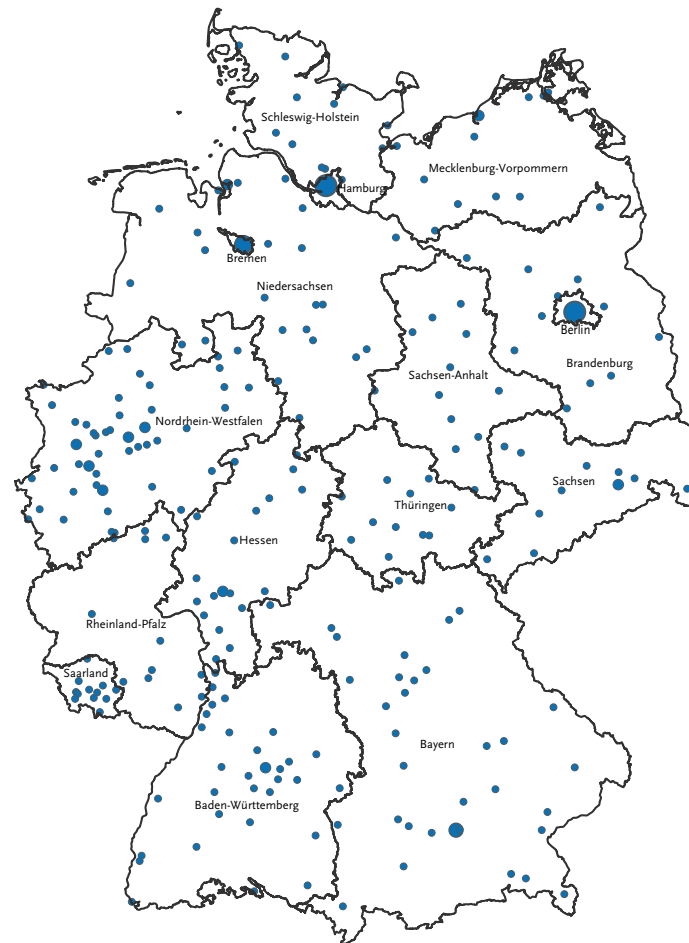 Schleswig-Holstein
Mecklenburg-Vorpommern
Hamburg
Bremen
Niedersachsen
Berlin
Brandenburg
Sachsen-Anhalt
Nordrhein-Westfalen
Sachsen
Thüringen
Hessen
Rheinland-Pfalz
Saarland
Bayern
Baden-Württemberg